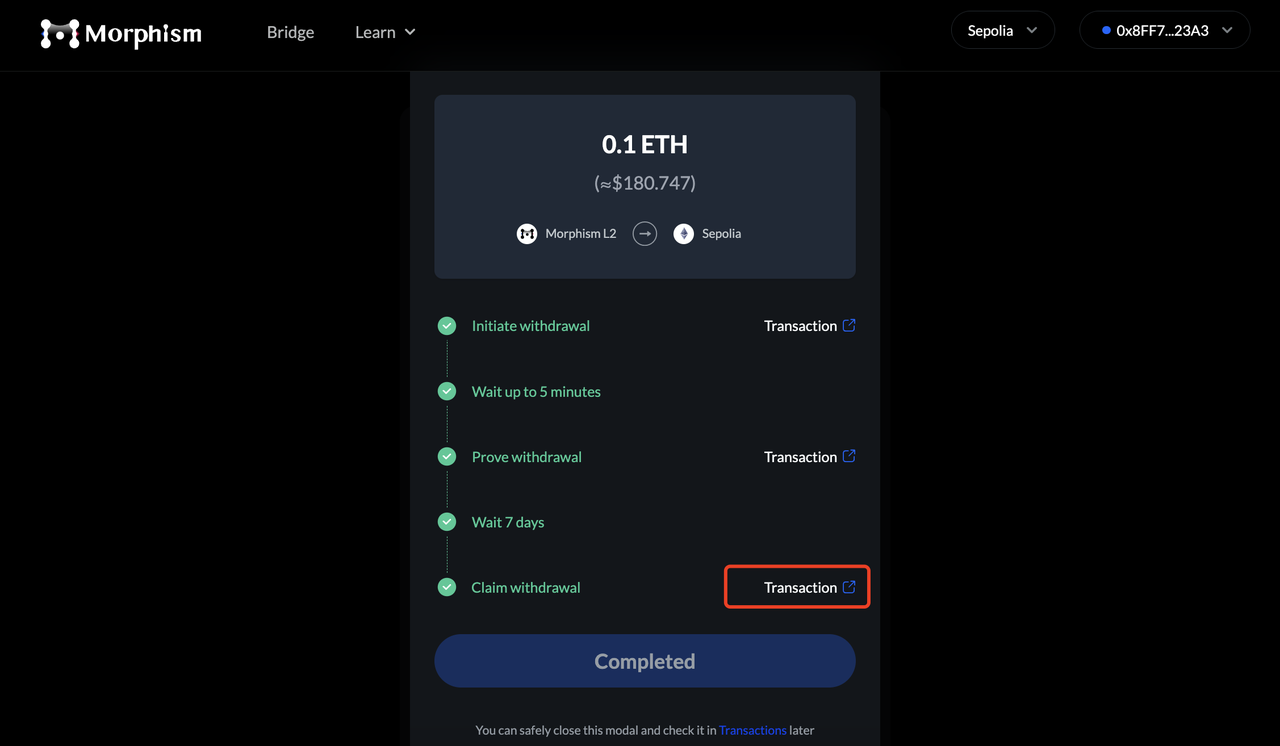 Morphism Bridge Learn Sepolia 0x8FF7...23A3
0.1 ETH
(≈$180.747)
Morphism L2 → Sepolia
Initiate withdrawal Transaction
Wait up to 5 minutes
Prove withdrawal Transaction
Wait 7 days
Claim withdrawal Transaction
Completed
You can safely close this modal and check it in Transactions later